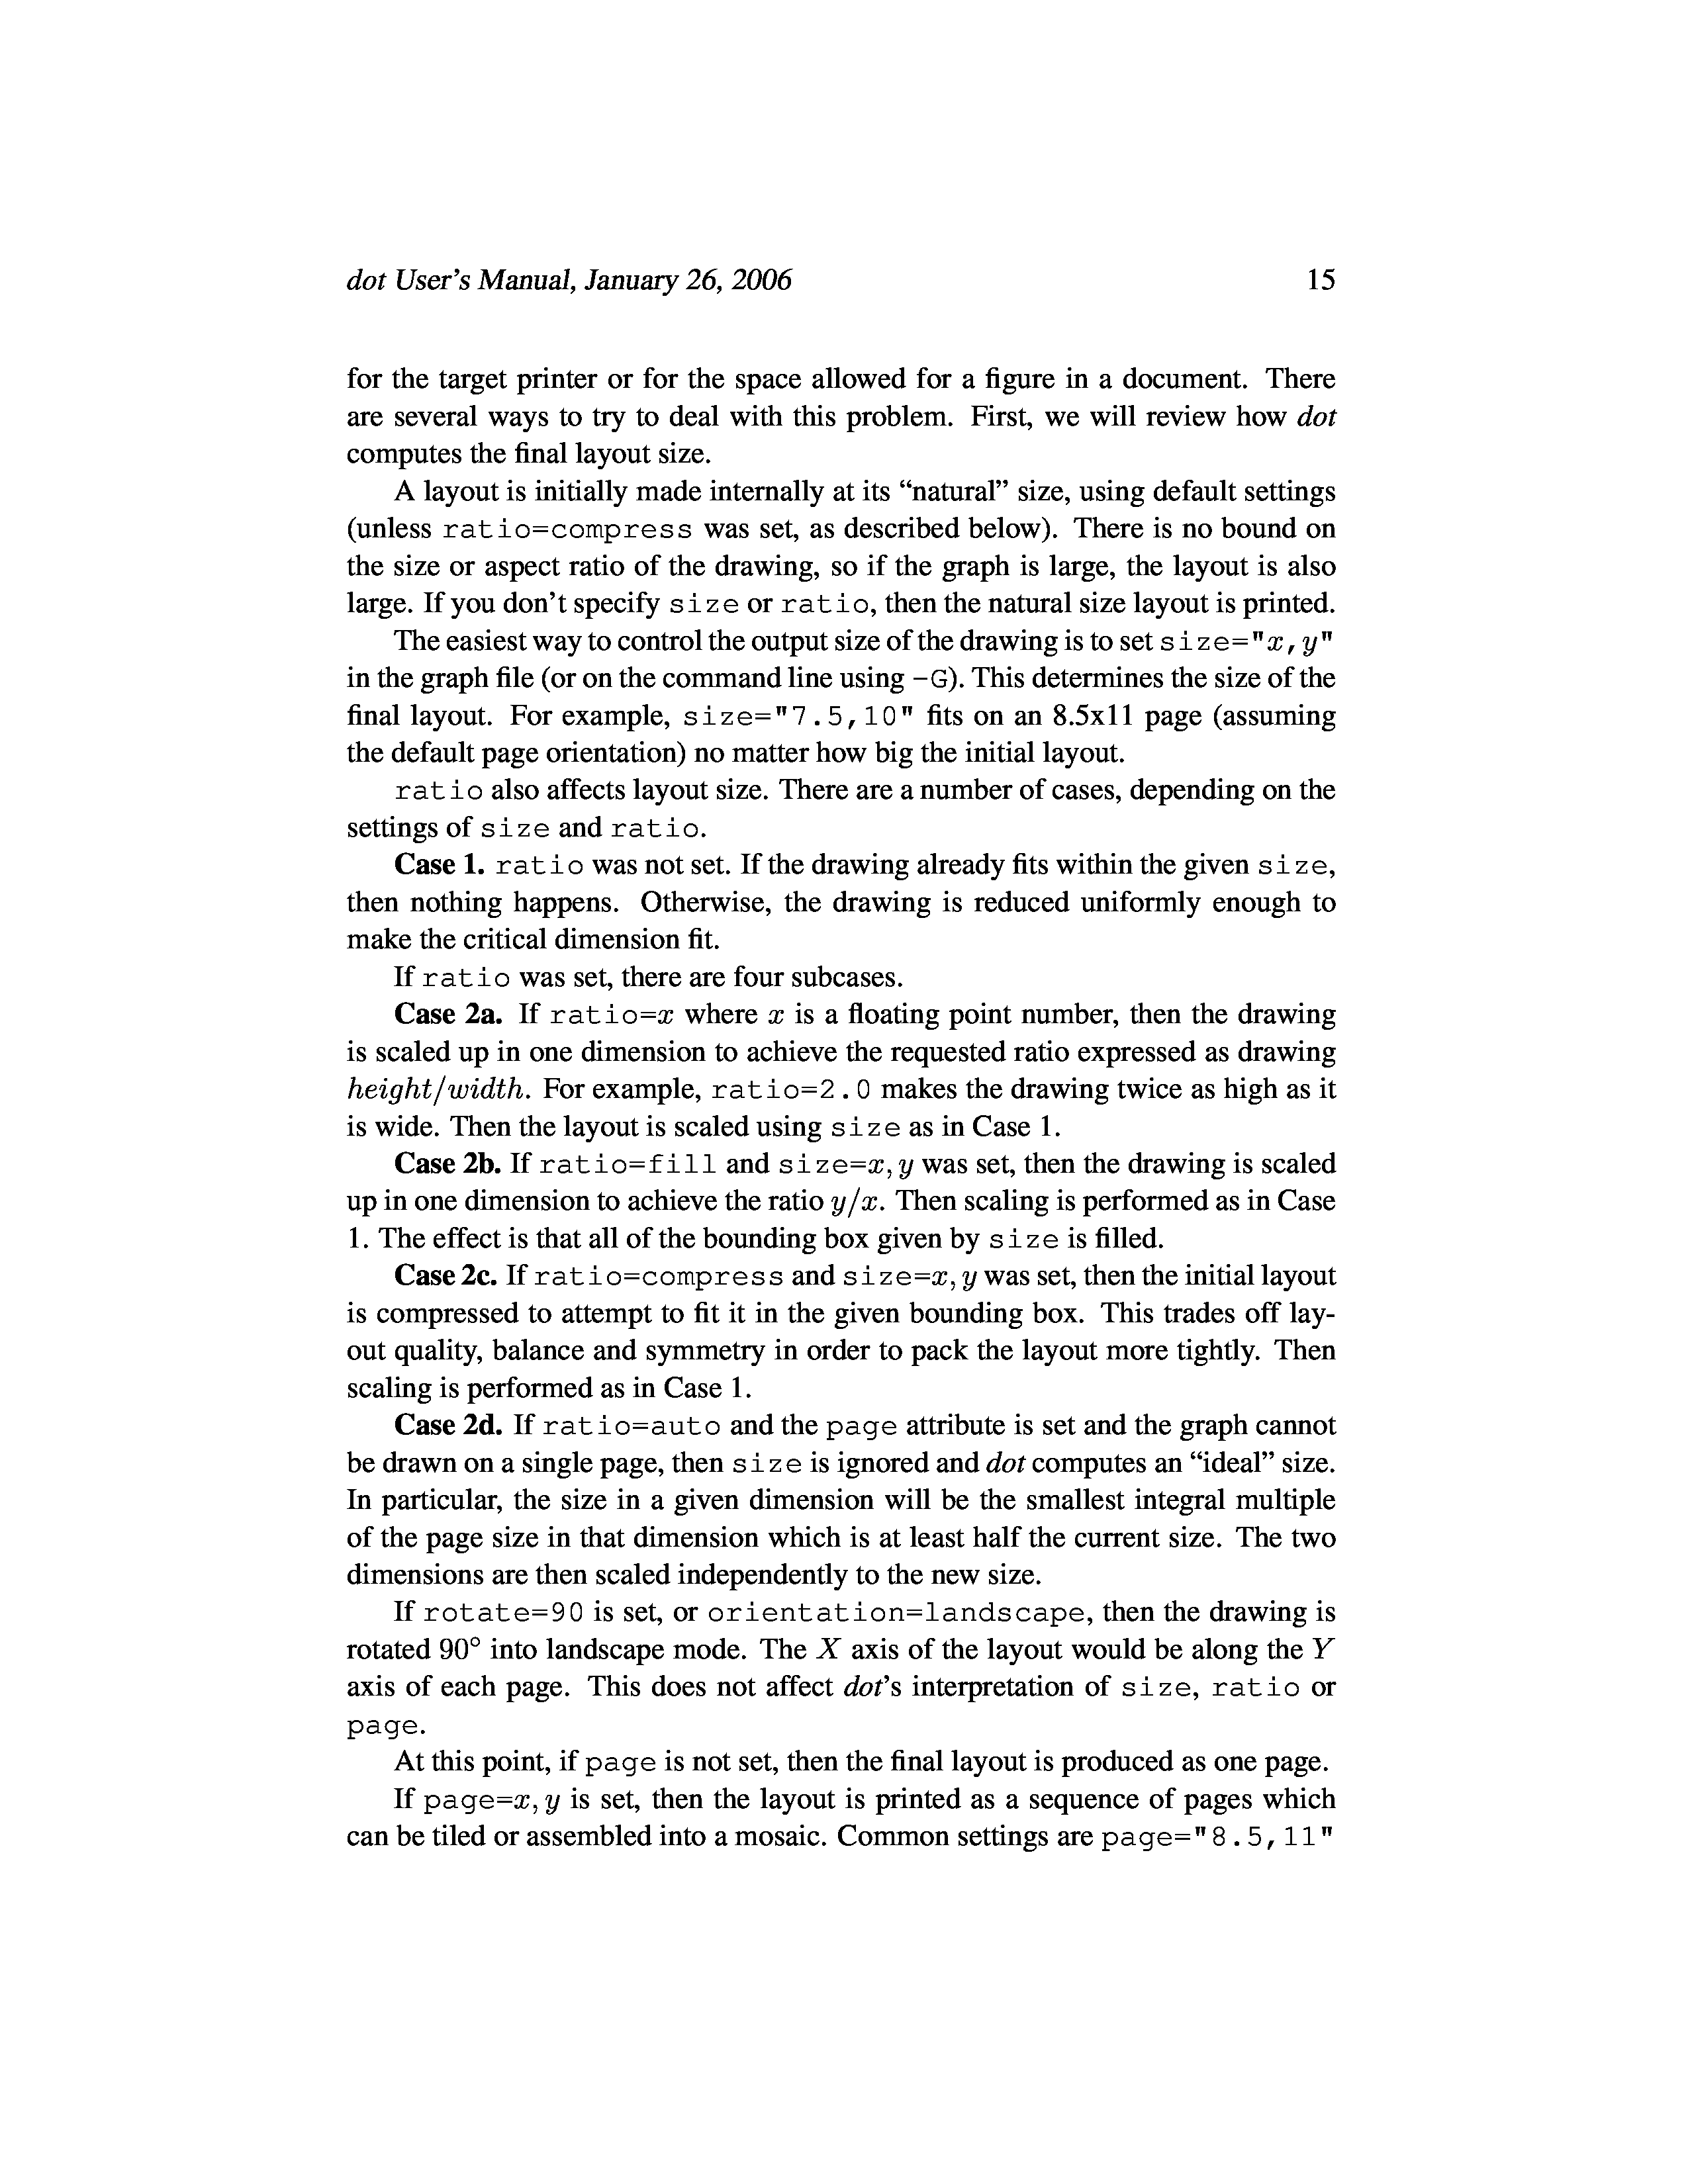 dot User's Manual, January 26, 2006 15
for the target printer or for the space allowed for a figure in a document. There
are several ways to try to deal with this problem. First, we will review how dot
computes the final layout size.
A layout is initially made internally at its “natural” size, using default settings
(unless ratio=compress was set, as described below). There is no bound on
the size or aspect ratio of the drawing, so if the graph is large, the layout is also
large. If you don't specify size or ratio, then the natural size layout is printed.
The easiest way to control the output size of the drawing is to set size="x,y"
in the graph file (or on the command line using -G). This determines the size of the
final layout. For example, size="7.5,10" fits on an 8.5x11 page (assuming
the default page orientation) no matter how big the initial layout.
ratio also affects layout size. There are a number of cases, depending on the
settings of size and ratio.
Case 1. ratio was not set. If the drawing already fits within the given size,
then nothing happens. Otherwise, the drawing is reduced uniformly enough to
make the critical dimension fit.
If ratio was set, there are four subcases.
Case 2a. If ratio=x where x is a floating point number, then the drawing
is scaled up in one dimension to achieve the requested ratio expressed as drawing
height/width. For example, ratio=2.0 makes the drawing twice as high as it
is wide. Then the layout is scaled using size as in Case 1.
Case 2b. If ratio=fill and size=x,y was set, then the drawing is scaled
up in one dimension to achieve the ratio y/x. Then scaling is performed as in Case
1. The effect is that all of the bounding box given by size is filled.
Case 2c. If ratio=compress and size=x,y was set, then the initial layout
is compressed to attempt to fit it in the given bounding box. This trades off lay-
out quality, balance and symmetry in order to pack the layout more tightly. Then
scaling is performed as in Case 1.
Case 2d. If ratio=auto and the page attribute is set and the graph cannot
be drawn on a single page, then size is ignored and dot computes an “ideal” size.
In particular, the size in a given dimension will be the smallest integral multiple
of the page size in that dimension which is at least half the current size. The two
dimensions are then scaled independently to the new size.
If rotate=90 is set, or orientation=landscape, then the drawing is
rotated 90° into landscape mode. The X axis of the layout would be along the Y
axis of each page. This does not affect dot's interpretation of size, ratio or
page.
At this point, if page is not set, then the final layout is produced as one page.
If page=x,y is set, then the layout is printed as a sequence of pages which
can be tiled or assembled into a mosaic. Common settings are page="8.5,11"